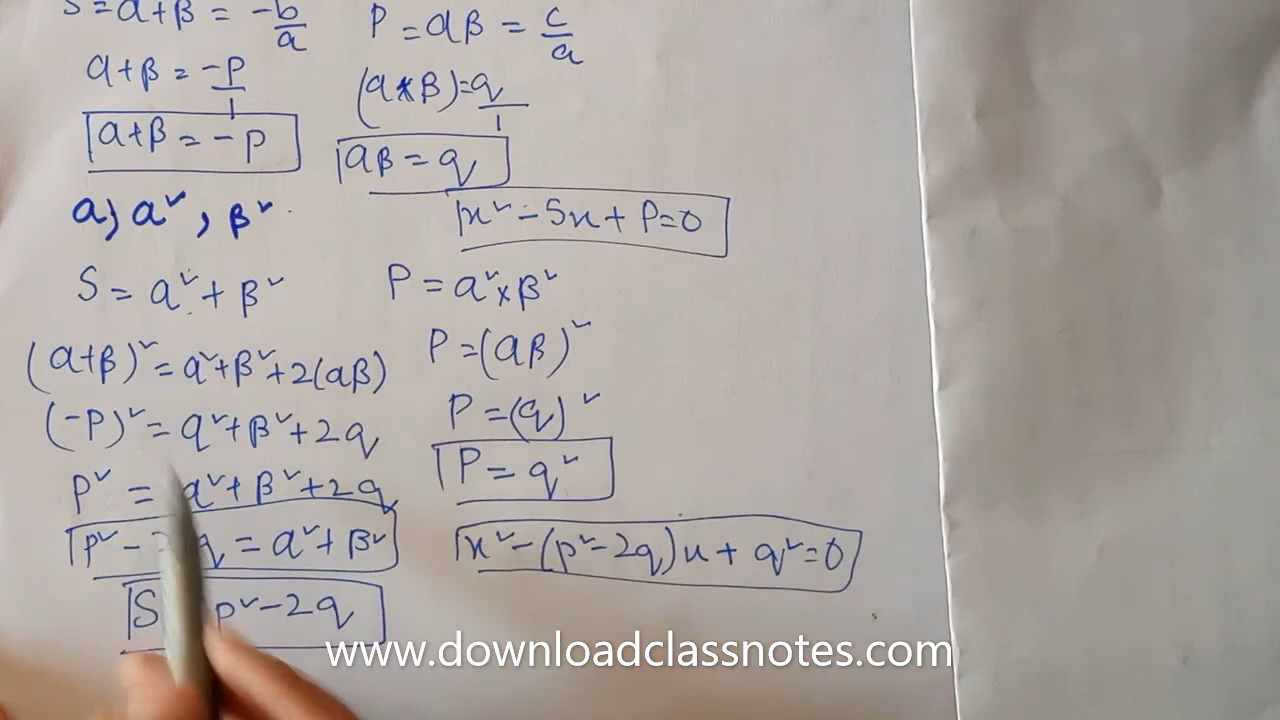 S = α+β = -b/a
P = αβ = c/a
α+β = -p/1
(α×β) = q/1
α+β = -p
αβ = q
a) α², β²
x² - Sx + P = 0
S = α² + β²
P = α² × β²
(α+β)² = α²+β²+2(αβ)
P = (αβ)²
(-p)² = α²+β²+2q
P = (q)²
P² = α²+β²+2q
P = q²
p² - 2q = α²+β²
x² - (p²-2q)x + q² = 0
S = p² - 2q
www.downloadclassnotes.com